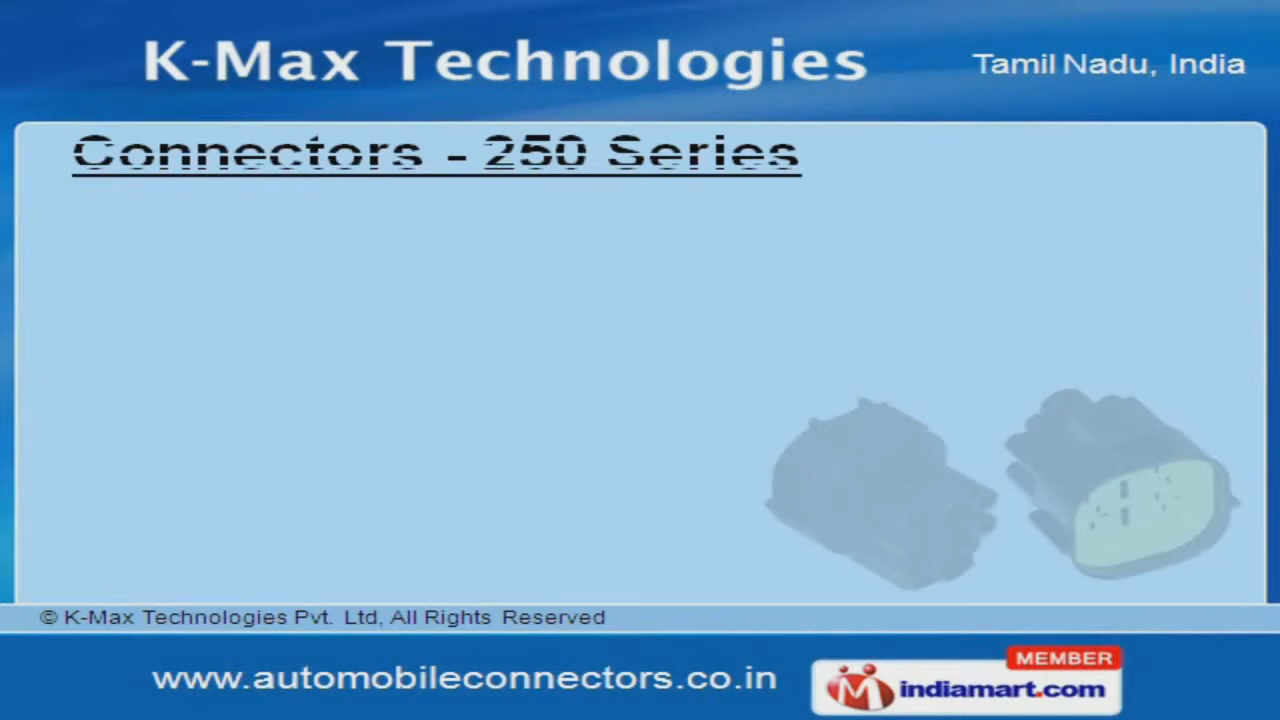 K-Max Technologies
Tamil Nadu, India
Connectors - 250 Series
© K-Max Technologies Pvt. Ltd, All Rights Reserved
www.automobileconnectors.co.in
MEMBER
indiamart.com